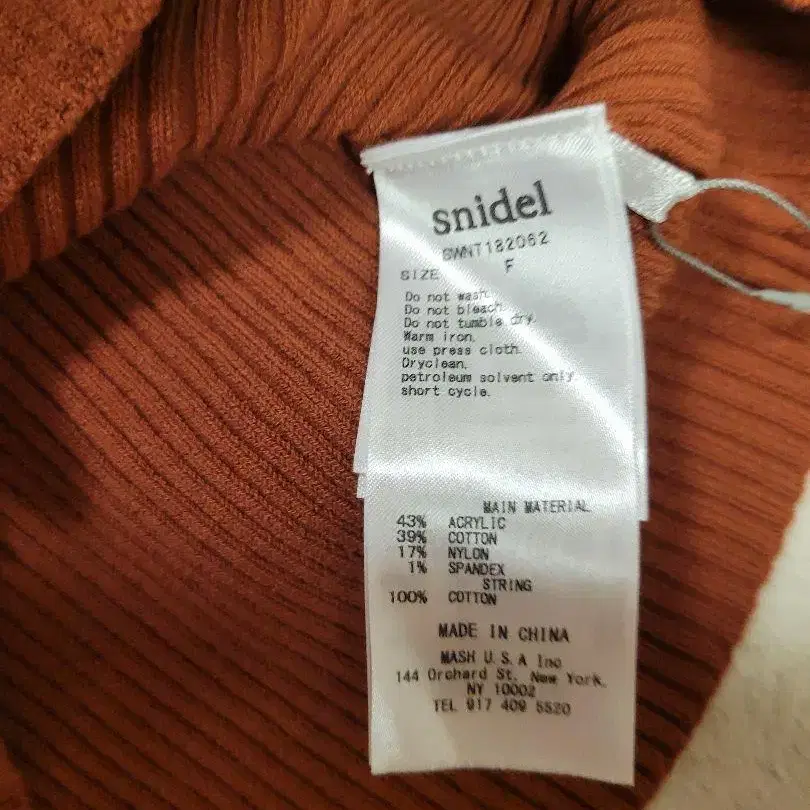 snidel
SWNT182062
SIZE F
Do not wash.
Do not bleach.
Do not tumble dry.
Warm iron.
use press cloth.
Dryclean.
petroleum solvent only.
short cycle.
MAIN MATERIAL
43% ACRYLIC
39% COTTON
17% NYLON
1% SPANDEX
STRING
100% COTTON
MADE IN CHINA
MASH U.S.A Inc
144 Orchard St. New York,
NY 10002
TEL 917 409 5520